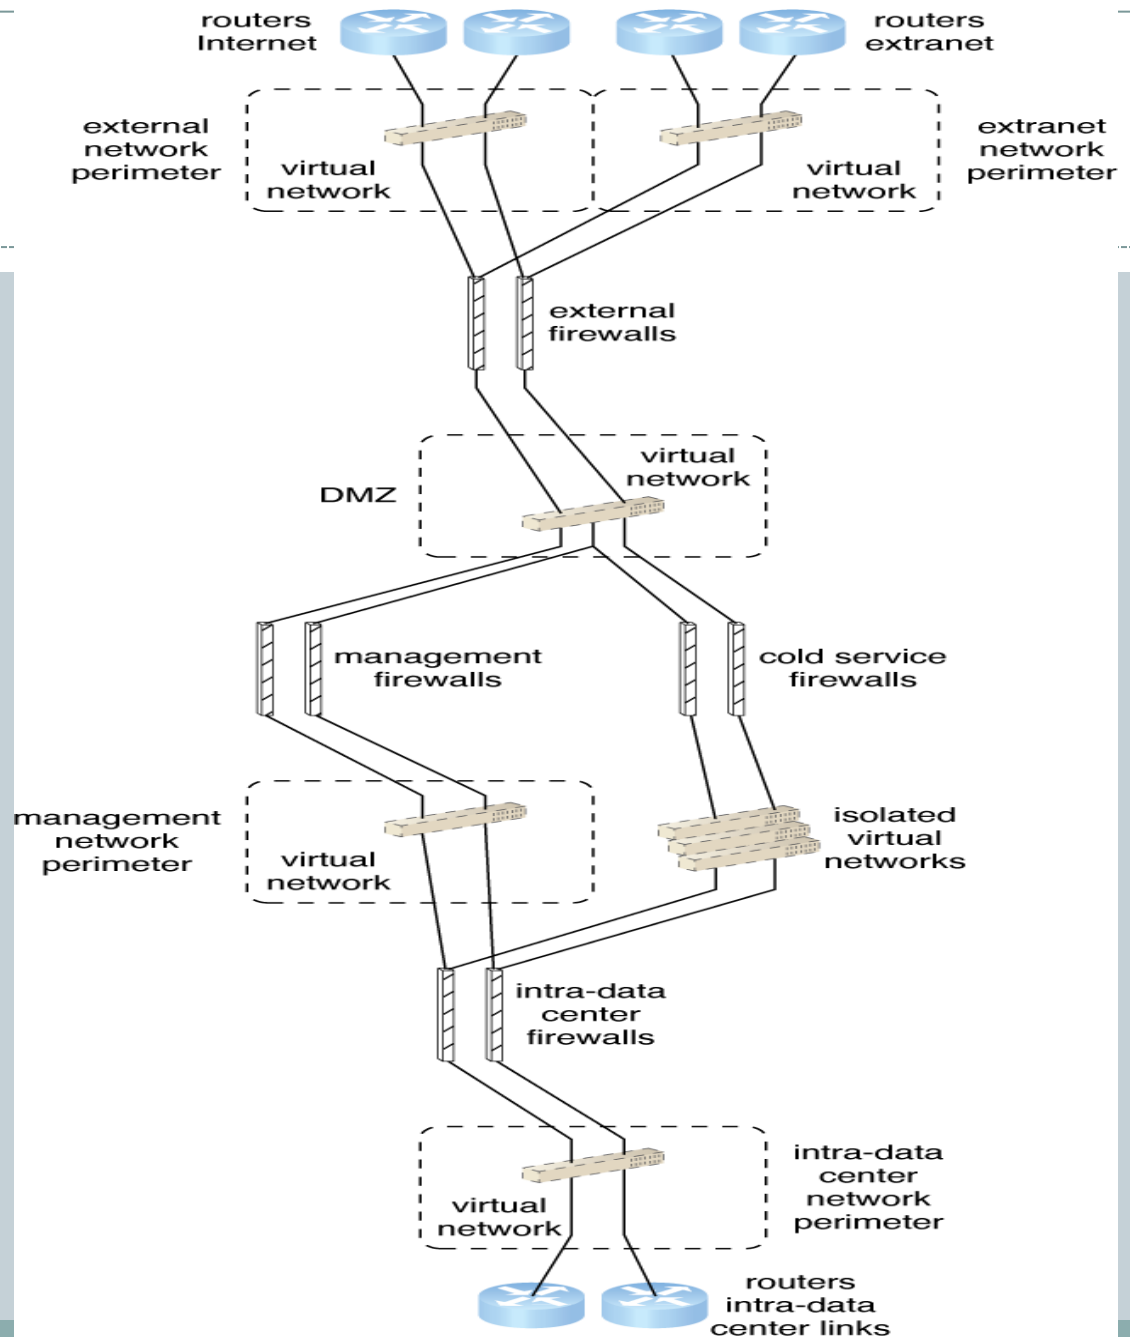 routers
Internet
routers
extranet
external
network
perimeter
virtual
network
virtual
network
extranet
network
perimeter
external
firewalls
DMZ
virtual
network
management
firewalls
cold service
firewalls
management
network
perimeter
virtual
network
isolated
virtual
networks
intra-data
center
firewalls
virtual
network
intra-data
center
network
perimeter
routers
intra-data
center links